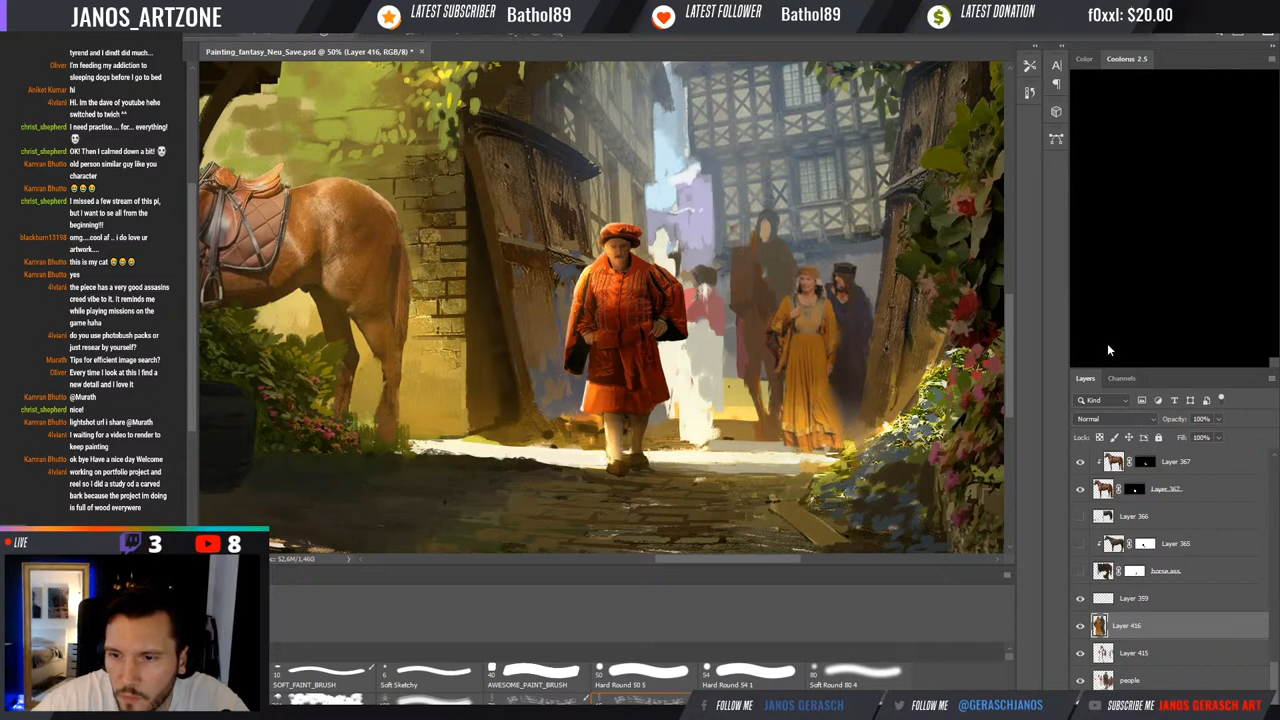 JANOS_ARTZONE
LATEST SUBSCRIBER
Bathol89
LATEST FOLLOWER
Bathol89
LATEST DONATION
f0xxl: $20.00
tyrend and I dindt did much...
Oliver I'm feeding my addiction to
sleeping dogs before I go to bed
Aniket Kumar hi
4lviani Hi. Im the dave of youtube hehe
switched to twich ^^
christ_shepherd I need practise.... for... everything!
christ_shepherd OK! Then I calmed down a bit!
Kamran Bhutto old person similar guy like you
character
Kamran Bhutto
christ_shepherd I missed a few stream of this pi,
but I want to se all from the
beginning!!!
blackburn13198 omg....cool af .. i do love ur
artwork....
Kamran Bhutto this is my cat
Kamran Bhutto yes
4lviani the piece has a very good assasins
creed vibe to it. It reminds me
while playing missions on the
game haha
4lviani do you use photobush packs or
just resear by yourself?
Murath Tips for efficient image search?
Oliver Every time I look at this I find a
new detail and I love it
Kamran Bhutto @Murath
christ_shepherd nice!
Kamran Bhutto lightshot url i share @Murath
4lviani I waiting for a video to render to
keep painting
Kamran Bhutto ok bye Have a nice day Welcome
4lviani working on portfolio project and
reel so I did a study od a carved
bark because the project im doing
is full of wood everywere
Painting_fantasy_Neu_Save.psd @ 50% (Layer 416, RGB/8) * ×
Color
Coolorus 2.5
Layers
Channels
Kind
Normal
Opacity: 100%
Lock:
Fill: 100%
Layer 367
Layer 362
Layer 366
Layer 365
horse ass
Layer 359
Layer 416
Layer 415
people
LIVE
3
8
10
SOFT_FAINT_BRUSH
6
Soft Sketchy
40
AWESOME_PAINT_BRUSH
50
Hard Round 50 5
54
Hard Round 54 1
80
Soft Round 80 4
FOLLOW ME
JANOS GERASCH
FOLLOW ME
@GERASCHJANOS
SUBSCRIBE ME
JANOS GERASCH ART